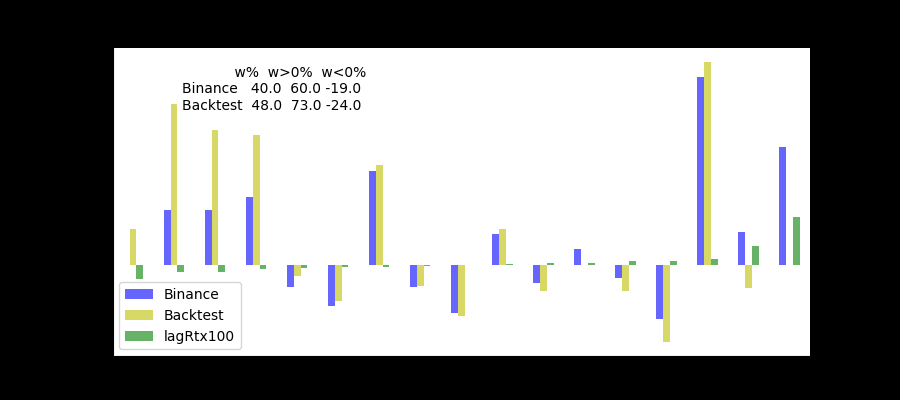 w% w>0% w<0%
Binance 40.0 60.0 -19.0
Backtest 48.0 73.0 -24.0
Binance
Backtest
lagRtx100